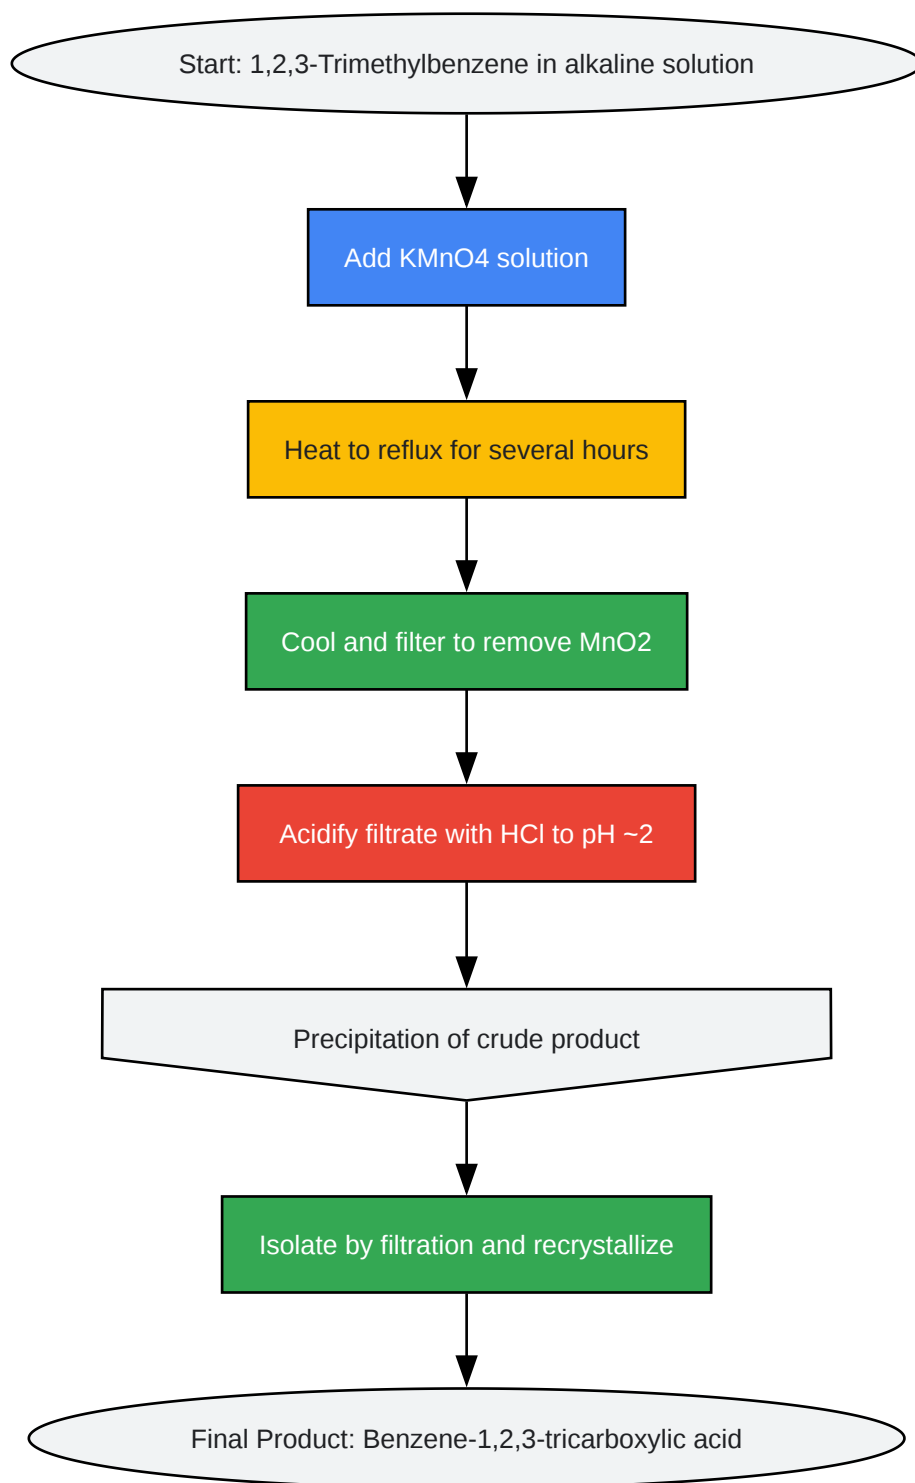 Start: 1,2,3-Trimethylbenzene in alkaline solution
Add KMnO4 solution
Heat to reflux for several hours
Cool and filter to remove MnO2
Acidify filtrate with HCl to pH ~2
Precipitation of crude product
Isolate by filtration and recrystallize
Final Product: Benzene-1,2,3-tricarboxylic acid